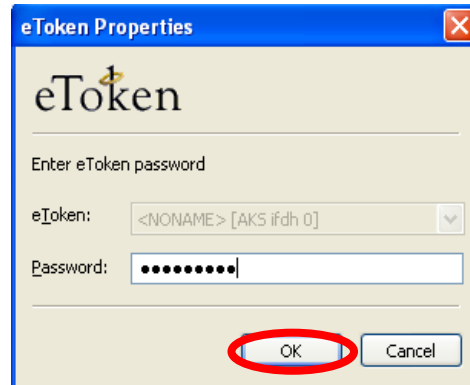 eToken Properties
eToken
Enter eToken password
eToken: <NONAME> [AKS ifdh 0]
Password: •••••••••
OK Cancel